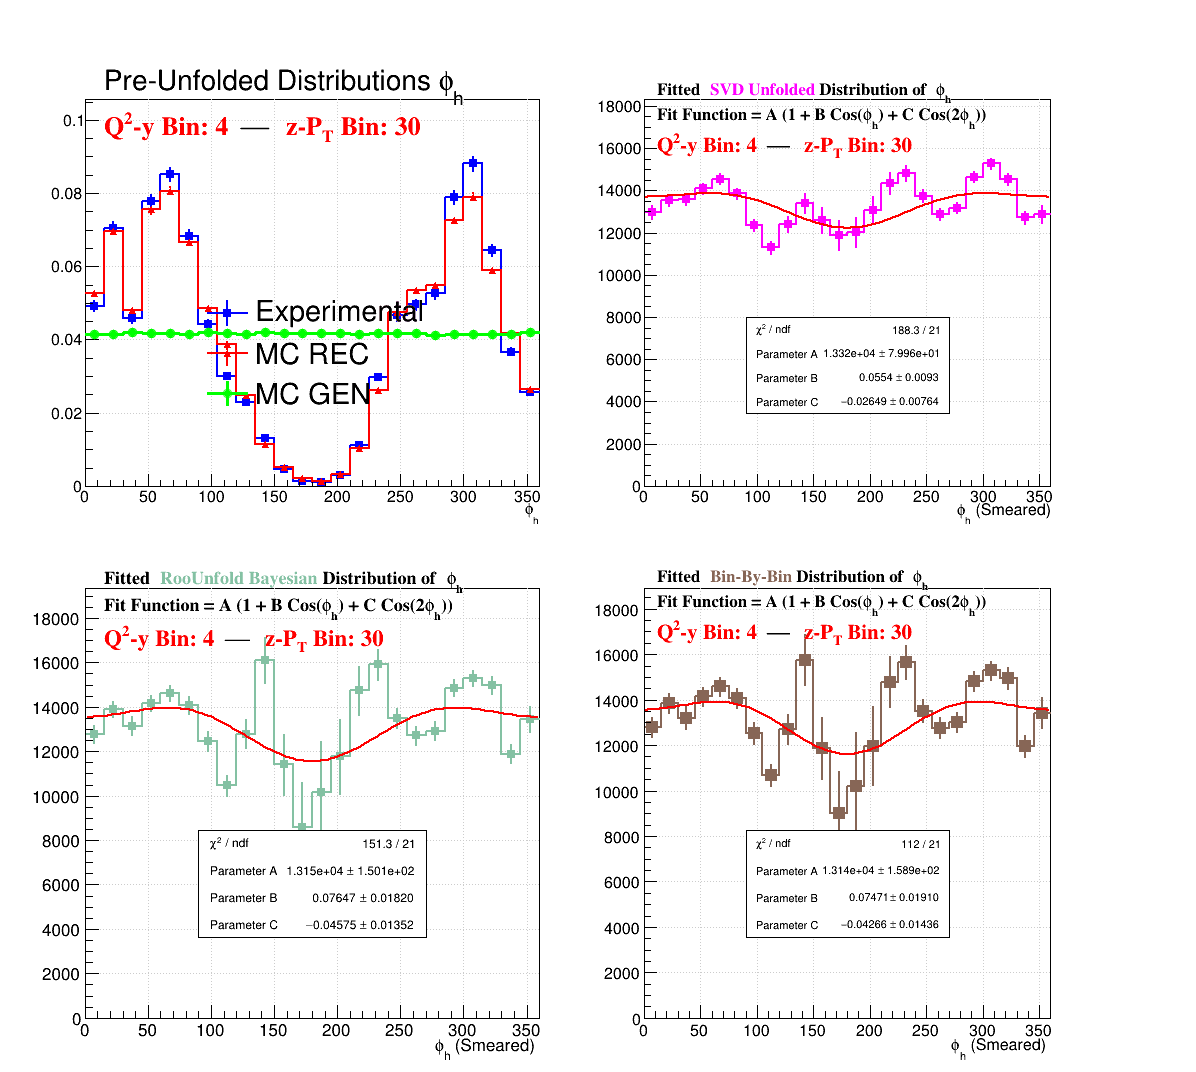 Pre-Unfolded Distributions ϕh
Q²-y Bin: 4 — z-PT Bin: 30
0.1
0.08
0.06
0.04
0.02
0
Experimental
MC REC
MC GEN
0 50 100 150 200 250 300 350
ϕh
Fitted SVD Unfolded Distribution of ϕh
Fit Function = A (1 + B Cos(ϕh) + C Cos(2ϕh))
Q²-y Bin: 4 — z-PT Bin: 30
18000
16000
14000
12000
10000
8000
6000
4000
2000
0
χ² / ndf 188.3 / 21
Parameter A 1.332e+04 ± 7.996e+01
Parameter B 0.0554 ± 0.0093
Parameter C −0.02649 ± 0.00764
0 50 100 150 200 250 300 350
ϕh (Smeared)
Fitted RooUnfold Bayesian Distribution of ϕh
Fit Function = A (1 + B Cos(ϕh) + C Cos(2ϕh))
Q²-y Bin: 4 — z-PT Bin: 30
18000
16000
14000
12000
10000
8000
6000
4000
2000
0
χ² / ndf 151.3 / 21
Parameter A 1.315e+04 ± 1.501e+02
Parameter B 0.07647 ± 0.01820
Parameter C −0.04575 ± 0.01352
0 50 100 150 200 250 300 350
ϕh (Smeared)
Fitted Bin-By-Bin Distribution of ϕh
Fit Function = A (1 + B Cos(ϕh) + C Cos(2ϕh))
Q²-y Bin: 4 — z-PT Bin: 30
18000
16000
14000
12000
10000
8000
6000
4000
2000
0
χ² / ndf 112 / 21
Parameter A 1.314e+04 ± 1.589e+02
Parameter B 0.07471 ± 0.01910
Parameter C −0.04266 ± 0.01436
0 50 100 150 200 250 300 350
ϕh (Smeared)